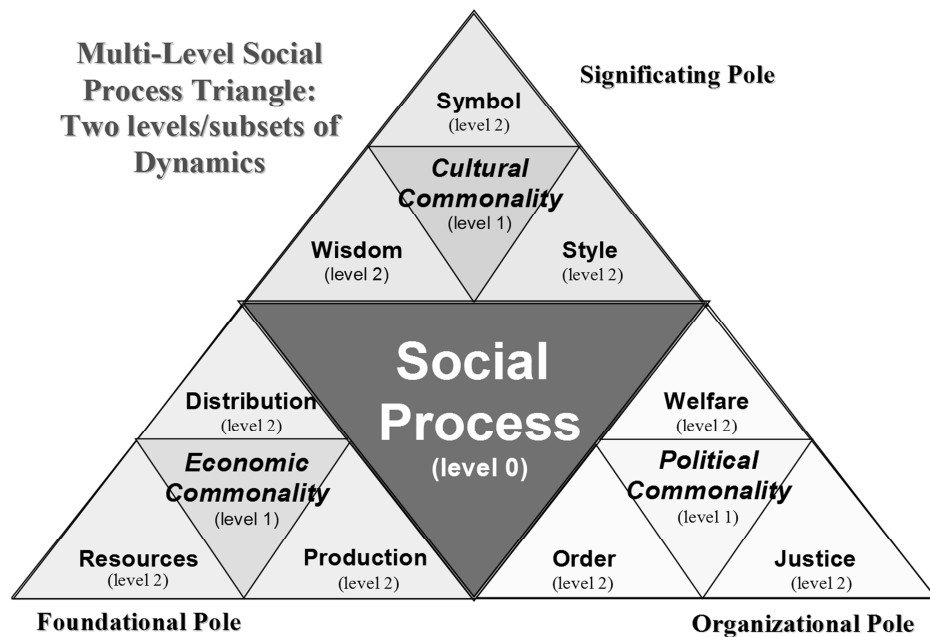 Multi-Level Social
Process Triangle:
Two levels/subsets of
Dynamics
Significating Pole
Symbol
(level 2)
Cultural
Commonality
(level 1)
Wisdom
(level 2)
Style
(level 2)
Social
Process
(level 0)
Distribution
(level 2)
Economic
Commonality
(level 1)
Resources
(level 2)
Production
(level 2)
Welfare
(level 2)
Political
Commonality
(level 1)
Order
(level 2)
Justice
(level 2)
Foundational Pole
Organizational Pole